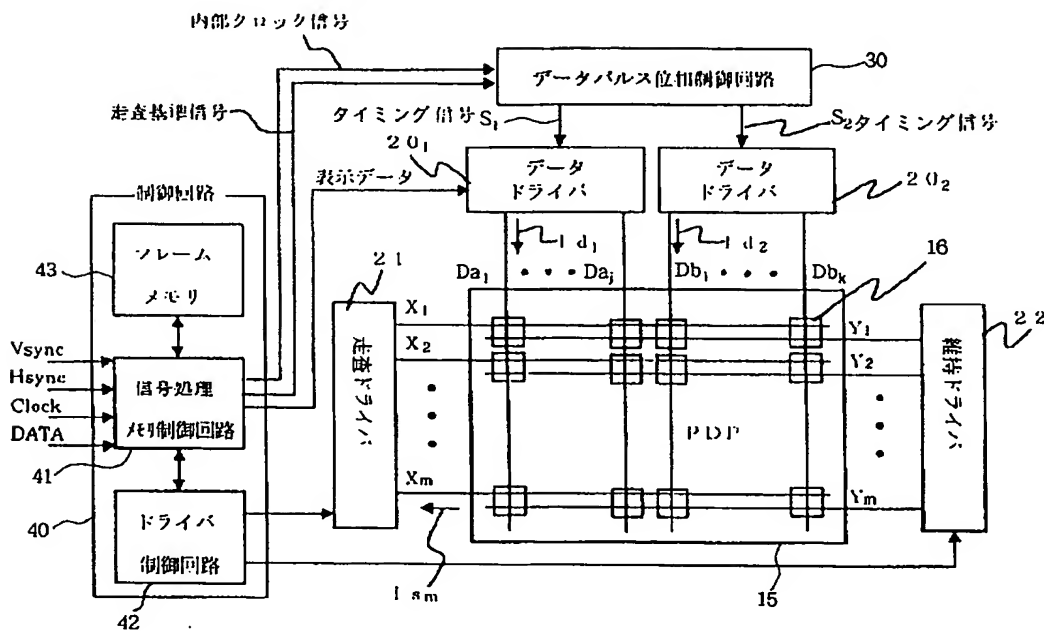 内部クロック信号
30
データパルス位相制御回路
走査基準信号
タイミング信号S₁
S₂タイミング信号
20₁
データ
ドライバ
データ
ドライバ
20₂
表示データ
制御回路
Id₁
Id₂
16
43
フレーム
メモリ
21
Da₁
Daⱼ
Db₁
Dbₖ
22
走査ドライバ
X₁
X₂
Xm
Y₁
Y₂
Ym
維持ドライバ
PDP
Vsync
Hsync
Clock
DATA
信号処理
メモリ制御回路
41
40
ドライバ
制御回路
42
Ism
15